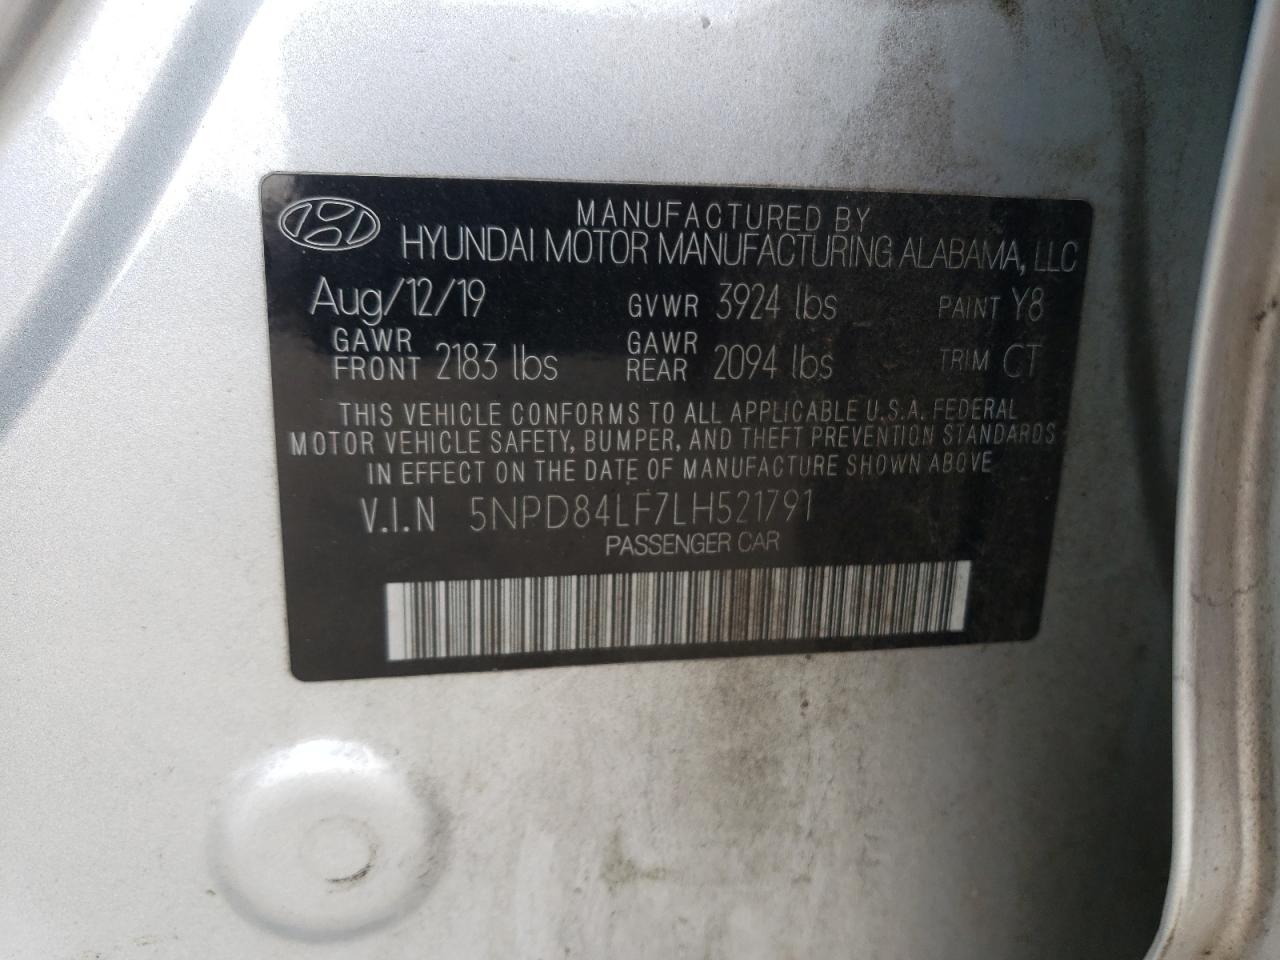 MANUFACTURED BY
HYUNDAI MOTOR MANUFACTURING ALABAMA, LLC
Aug/12/19 GVWR 3924 lbs PAINT Y8
GAWR FRONT 2183 lbs GAWR REAR 2094 lbs TRIM CT
THIS VEHICLE CONFORMS TO ALL APPLICABLE U.S.A. FEDERAL
MOTOR VEHICLE SAFETY, BUMPER, AND THEFT PREVENTION STANDARDS
IN EFFECT ON THE DATE OF MANUFACTURE SHOWN ABOVE
V.I.N 5NPD84LF7LH521791
PASSENGER CAR